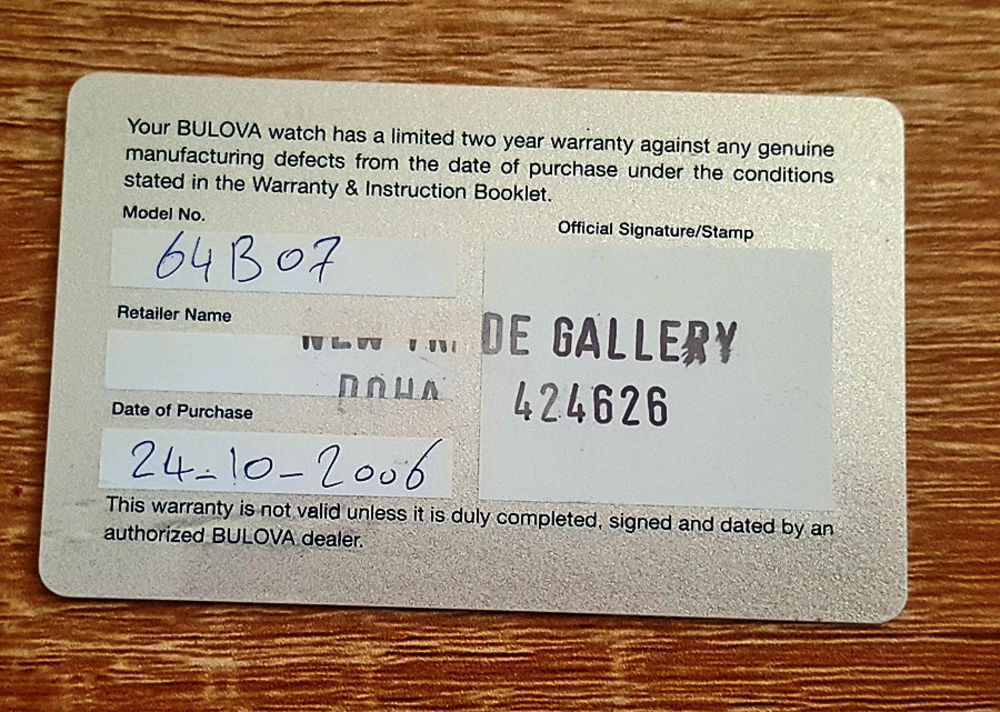 Your BULOVA watch has a limited two year warranty against any genuine
manufacturing defects from the date of purchase under the conditions
stated in the Warranty & Instruction Booklet.
Model No.
64B07
Official Signature/Stamp
Retailer Name
NEW DE GALLERY
DOHA 424626
Date of Purchase
24-10-2006
This warranty is not valid unless it is duly completed, signed and dated by an
authorized BULOVA dealer.